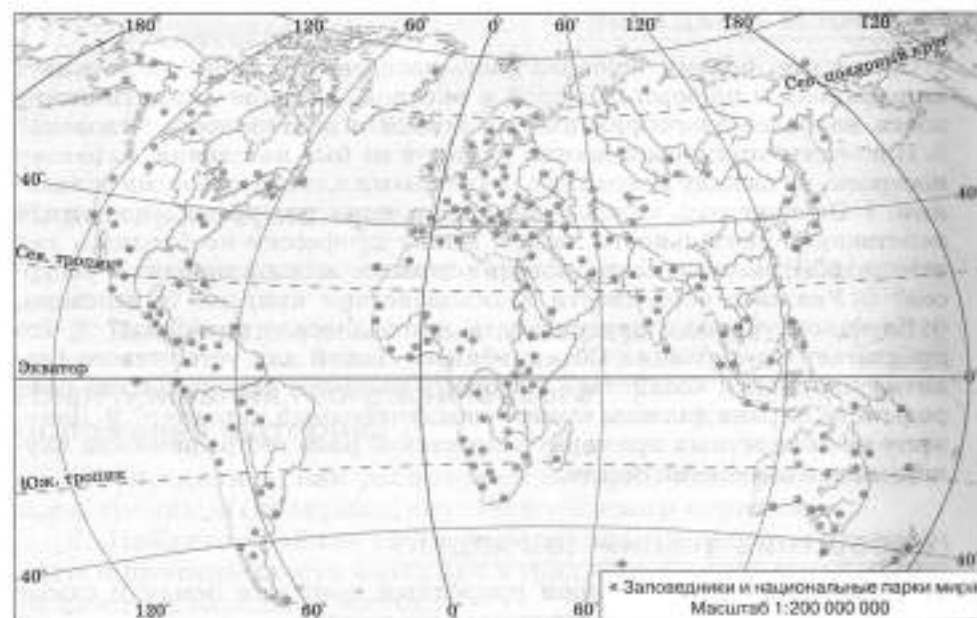 180 120 60 0 60 120 180 120
Сев. полярный круг
40 40
Сев. тропик
Экватор 0
Юж. тропик
40 40
120 60 0 60 120
Заповедники и национальные парки мира
Масштаб 1:200 000 000